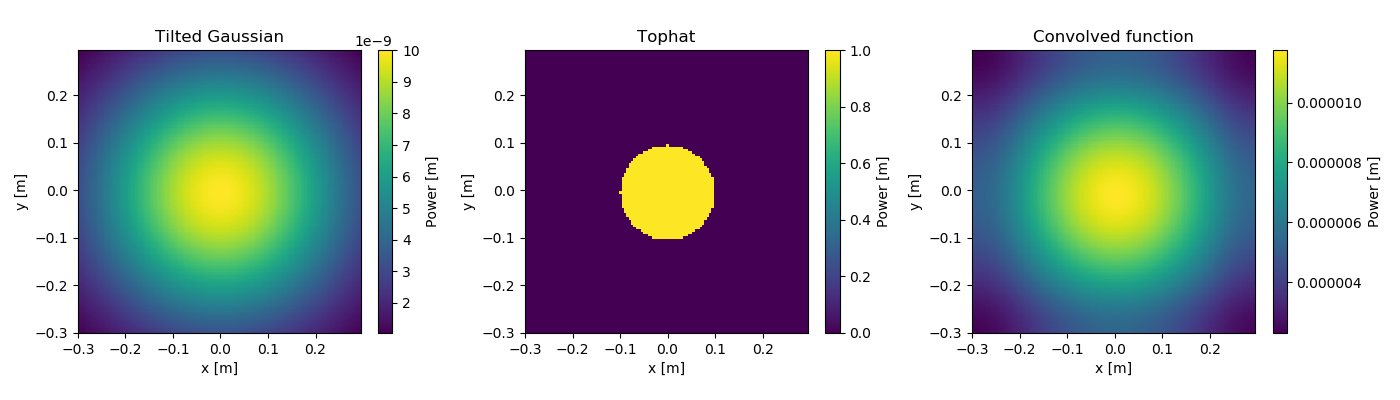 Tilted Gaussian
1e−9
0.2
0.1
0.0
−0.1
−0.2
−0.3
y [m]
−0.3 −0.2 −0.1 0.0 0.1 0.2
x [m]
10
9
8
7
6
5
4
3
2
Power [m]
Tophat
0.2
0.1
0.0
−0.1
−0.2
−0.3
y [m]
−0.3 −0.2 −0.1 0.0 0.1 0.2
x [m]
1.0
0.8
0.6
0.4
0.2
0.0
Power [m]
Convolved function
0.2
0.1
0.0
−0.1
−0.2
−0.3
y [m]
−0.3 −0.2 −0.1 0.0 0.1 0.2
x [m]
0.000010
0.000008
0.000006
0.000004
Power [m]